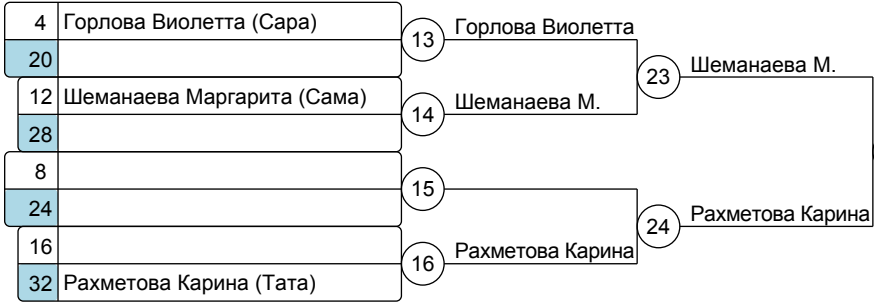 4 Горлова Виолетта (Сара)
20
12 Шеманаева Маргарита (Сама)
28
8
24
16
32 Рахметова Карина (Тата)
13
14
15
16
Горлова Виолетта
Шеманаева М.
Рахметова Карина
23
24
Шеманаева М.
Рахметова Карина